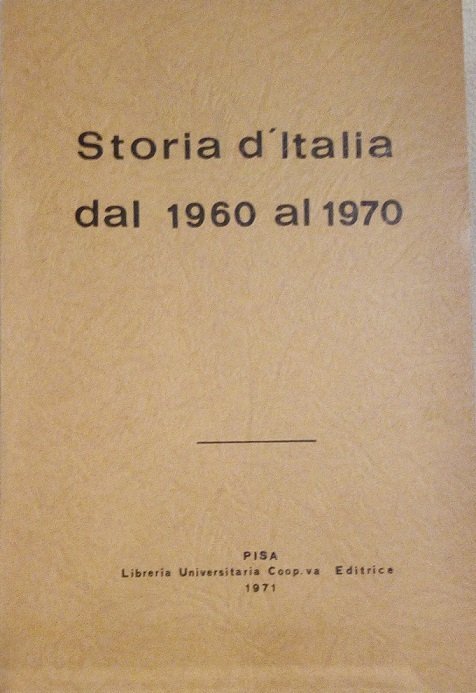 Storia d´Italia
dal 1960 al 1970
PISA
Libreria Universitaria Coop.va Editrice
1971